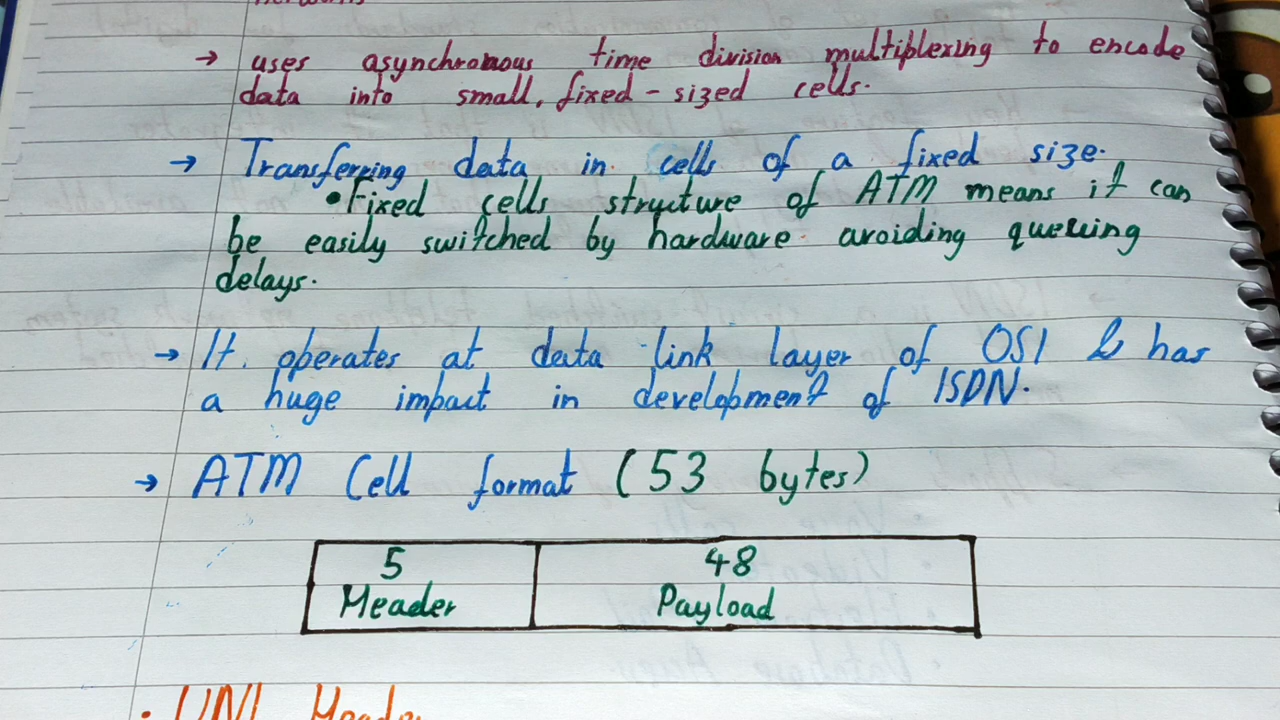 → uses asynchronous time division multiplexing to encode
data into small, fixed-sized cells.
→ Transferring data in cells of a fixed size.
• Fixed cells structure of ATM means it can
be easily switched by hardware avoiding queuing
delays.
→ It operates at data link layer of OSI & has
a huge impact in development of ISDN.
→ ATM Cell format (53 bytes)
5 48
Header Payload
• UNI Header